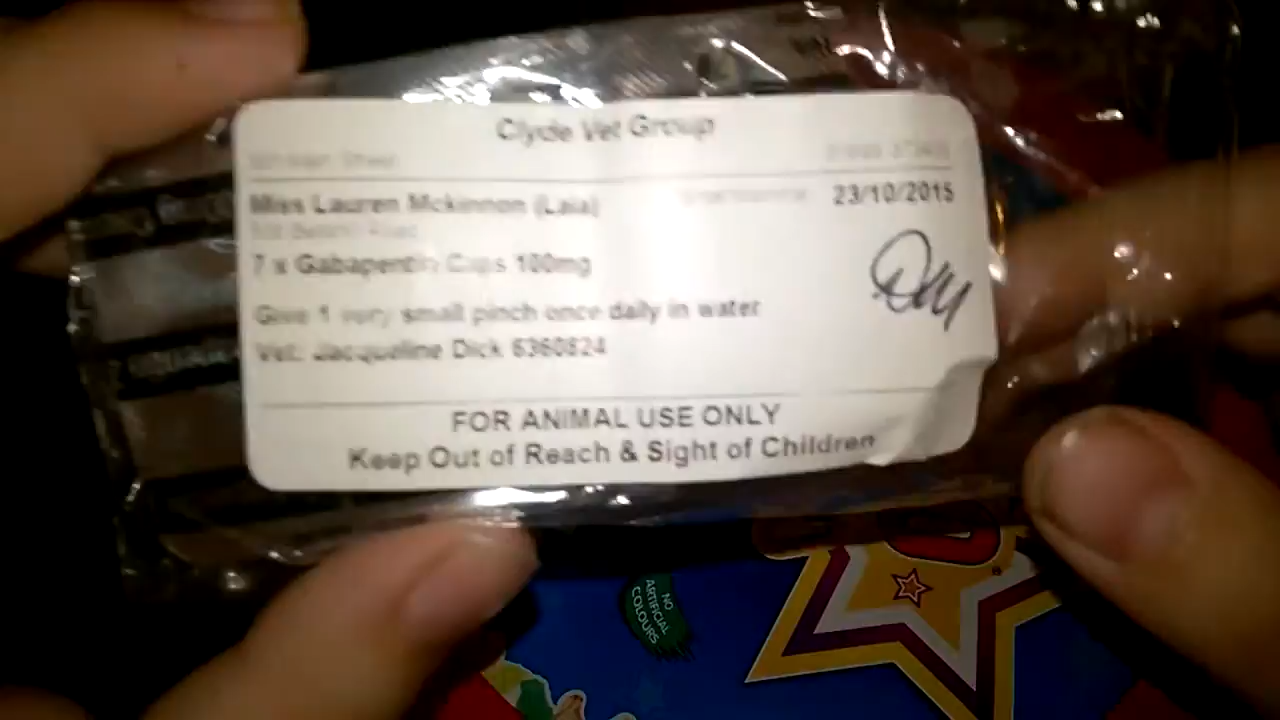 Clyde Vet Group
Miss Lauren Mckinnon (Laia)
23/10/2015
7 x Gabapentin Caps 100mg
Give 1 very small pinch once daily in water
Vet: Jacqueline Dick 6360824
FOR ANIMAL USE ONLY
Keep Out of Reach & Sight of Children
NO
ARTIFICIAL
COLOURS